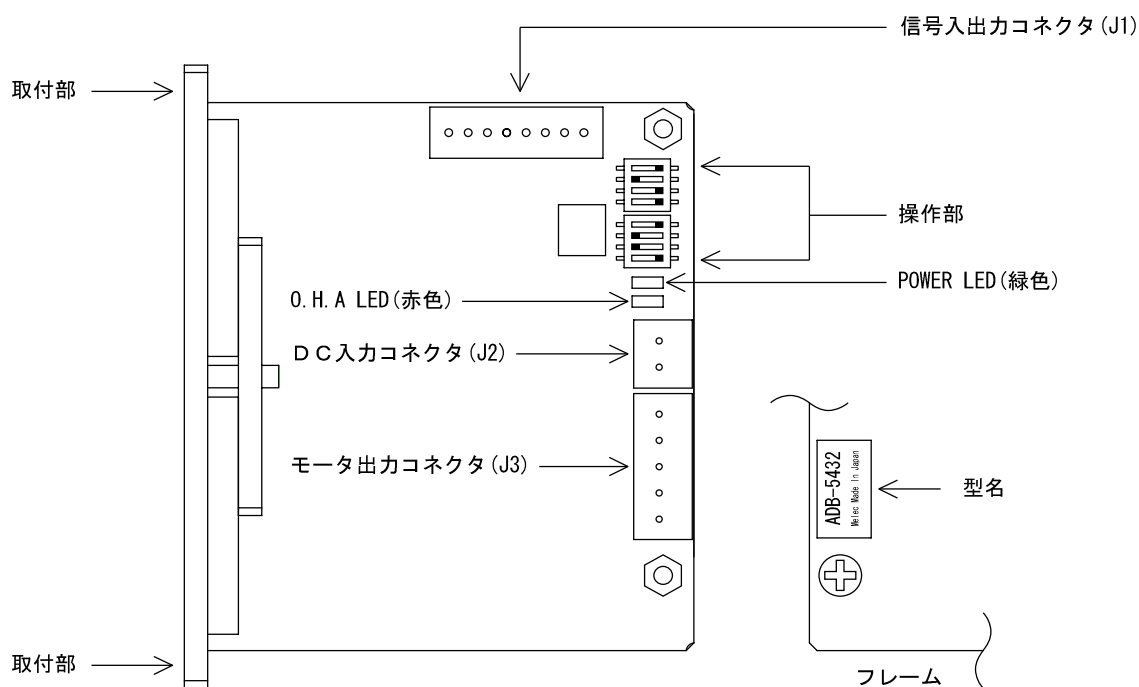 信号入出力コネクタ(J1)
取付部
操作部
POWER LED(緑色)
O.H.A LED(赤色)
ＤＣ入力コネクタ(J2)
モータ出力コネクタ(J3)
ADB-5432
Melec Made In Japan
型名
取付部
フレーム